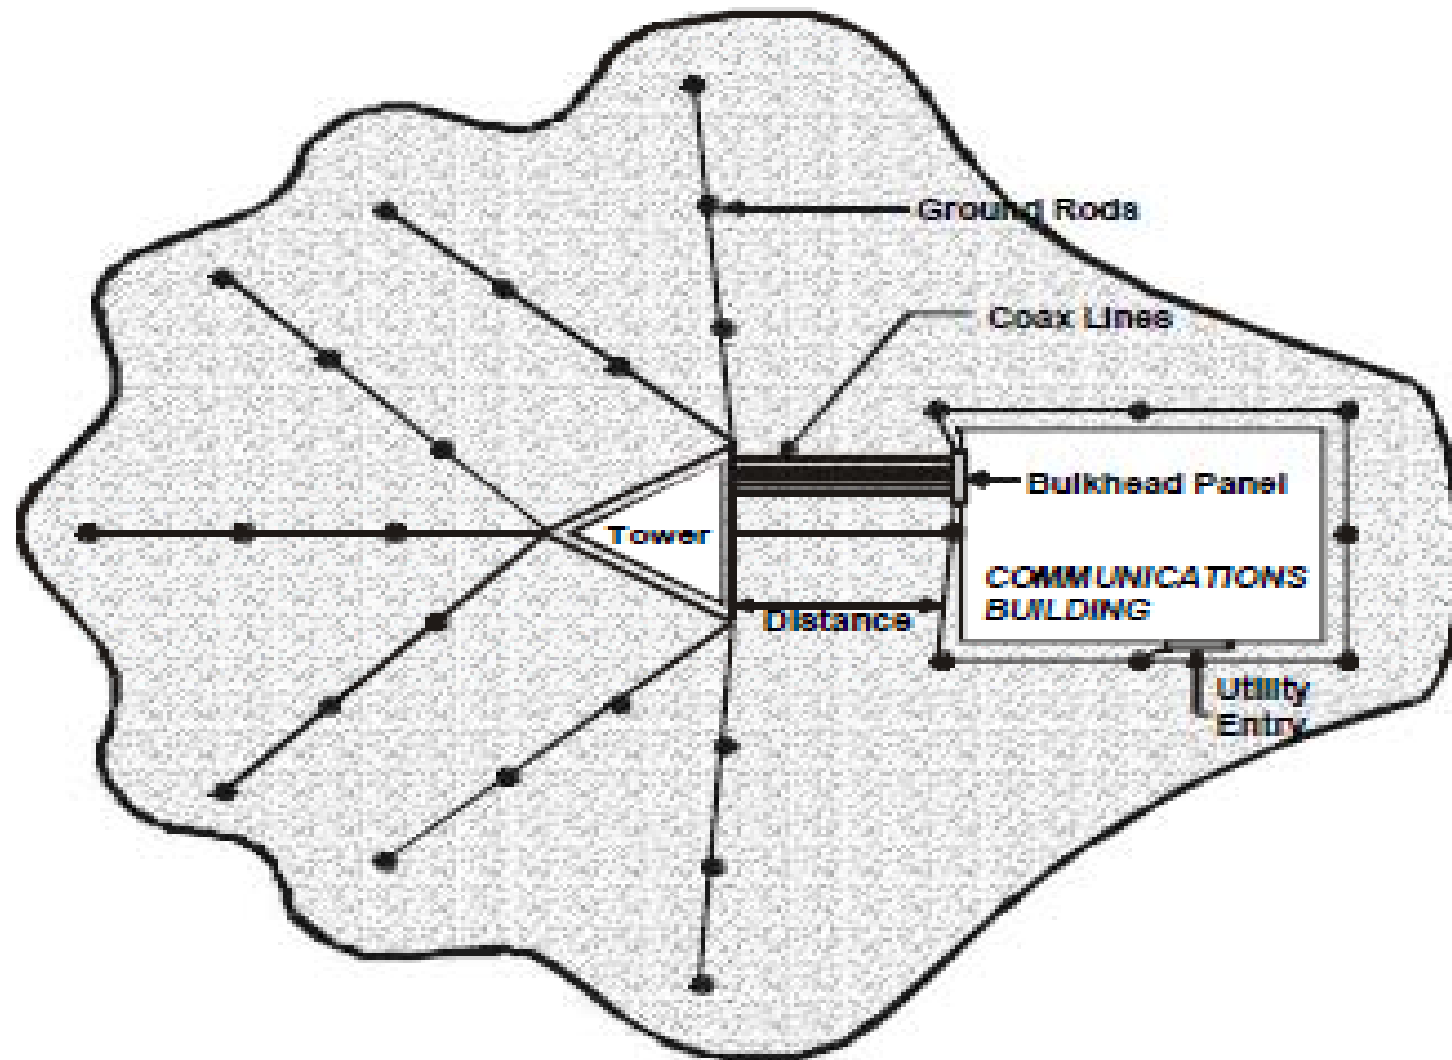 Ground Rods
Coax Lines
Bulkhead Panel
Tower
COMMUNICATIONS
BUILDING
Distance
Utility
Entry